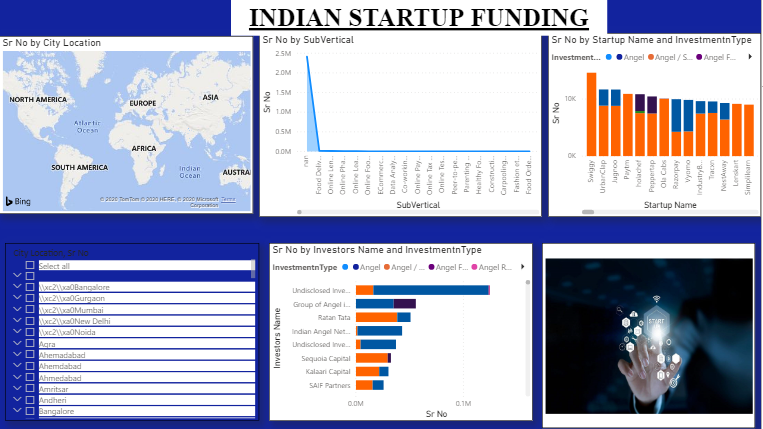 INDIAN STARTUP FUNDING
Sr No by City Location
NORTH AMERICA
EUROPE
ASIA
Atlantic
Ocean
AFRICA
SOUTH AMERICA
Indian
Ocean
AUSTRA
Bing
© 2020 TomTom © 2020 HERE, © 2020 Microsoft Corporation Terms
Sr No by SubVertical
2.5M
2.0M
1.5M
1.0M
0.5M
0.0M
Sr No
nan
Food Deliv...
Online Len...
Online Pha...
Online Lea...
Online Foo...
ECommerc...
Data Analy...
Co-workin...
Online Pay...
Online Tax ...
Online Tes...
Peer-to-pe...
Parenting ...
Healthy Fo...
Constructi...
Carpooling...
Fashion et...
Food Orde...
SubVertical
Sr No by Startup Name and InvestmentnType
Investment...
Angel
Angel / S...
Angel F...
10K
0K
Sr No
Swiggy
UrbanClap
Jugnoo
Paytm
Holachef
Peppertap
Ola Cabs
Razorpay
Vyomo
IndustryB...
Tracxn
NestAway
Lenskart
Simplilearn
Startup Name
Select all
\\xc2\\xa0Bangalore
\\xc2\\xa0Gurgaon
\\xc2\\xa0Mumbai
\\xc2\\xa0New Delhi
\\xc2\\xa0Noida
Agra
Ahemadabad
Ahemdabad
Ahmedabad
Amritsar
Andheri
Bangalore
Sr No by Investors Name and InvestmentnType
InvestmentnType
Angel
Angel / ...
Angel F...
Angel R...
Investors Name
Undisclosed Inve...
Group of Angel i...
Ratan Tata
Indian Angel Net...
Undisclosed Inve...
Sequoia Capital
Kalaari Capital
SAIF Partners
0.0M
0.1M
Sr No
START